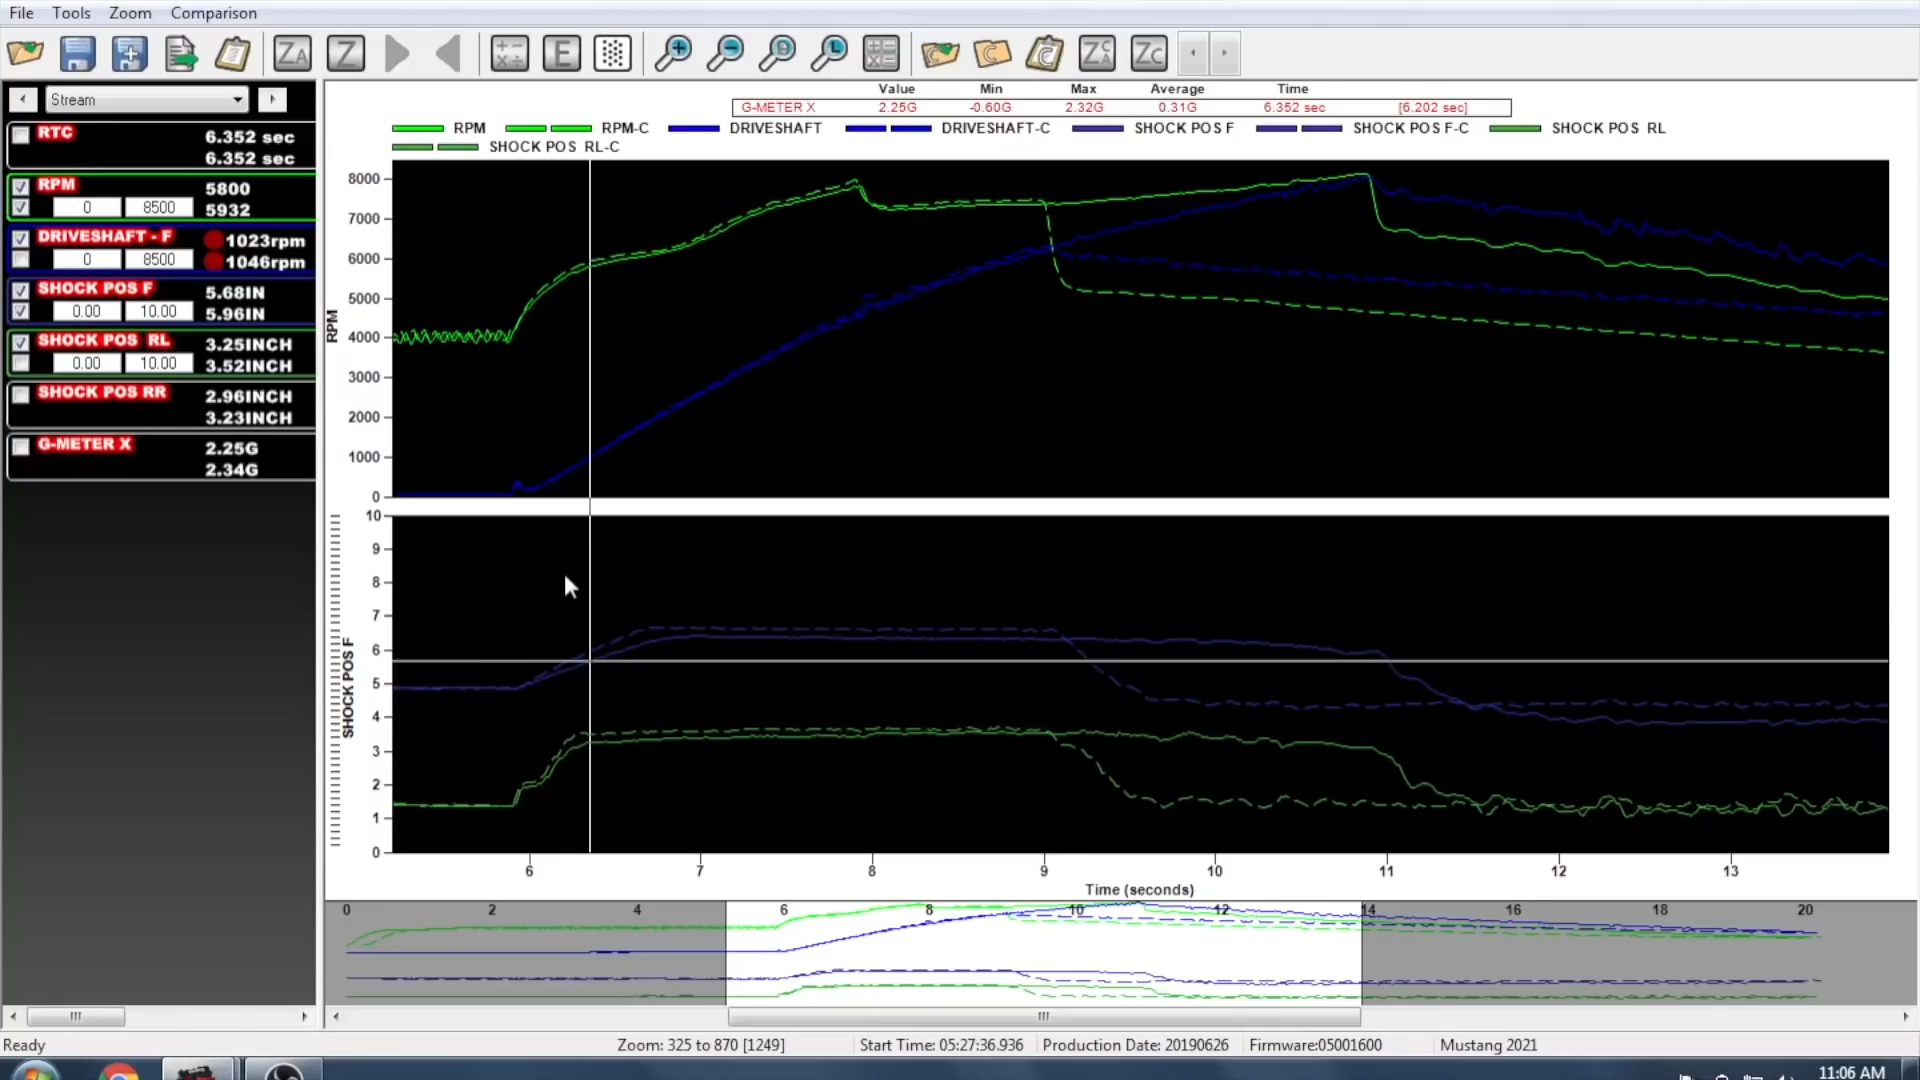 File Tools Zoom Comparison
ZA Z E C C ZC A ZC
Stream
RTC 6.352 sec
6.352 sec
RPM 5800
0 8500 5932
DRIVESHAFT - F 1023rpm
0 8500 1046rpm
SHOCK POS F 5.68IN
0.00 10.00 5.96IN
SHOCK POS RL 3.25INCH
0.00 10.00 3.52INCH
SHOCK POS RR 2.96INCH
3.23INCH
G-METER X 2.25G
2.34G
Value Min Max Average Time
G-METER X 2.25G -0.60G 2.32G 0.31G 6.352 sec [6.202 sec]
RPM RPM-C DRIVESHAFT DRIVESHAFT-C SHOCK POS F SHOCK POS F-C SHOCK POS RL
SHOCK POS RL-C
8000
7000
6000
5000
4000
3000
2000
1000
0
RPM
10
9
8
7
6
5
4
3
2
1
0
SHOCK POS F
6 7 8 9 10 11 12 13
Time (seconds)
0 2 4 6 8 10 12 14 16 18 20
Ready Zoom: 325 to 870 [1249] Start Time: 05:27:36.936 Production Date: 20190626 Firmware:05001600 Mustang 2021
11:06 AM